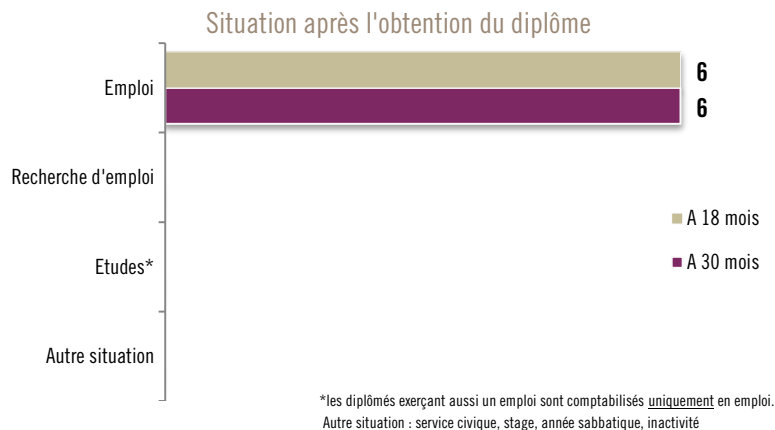 Situation après l'obtention du diplôme
Emploi
6
6
Recherche d'emploi
A 18 mois
Etudes*
A 30 mois
Autre situation
*les diplômés exerçant aussi un emploi sont comptabilisés uniquement en emploi.
Autre situation : service civique, stage, année sabbatique, inactivité